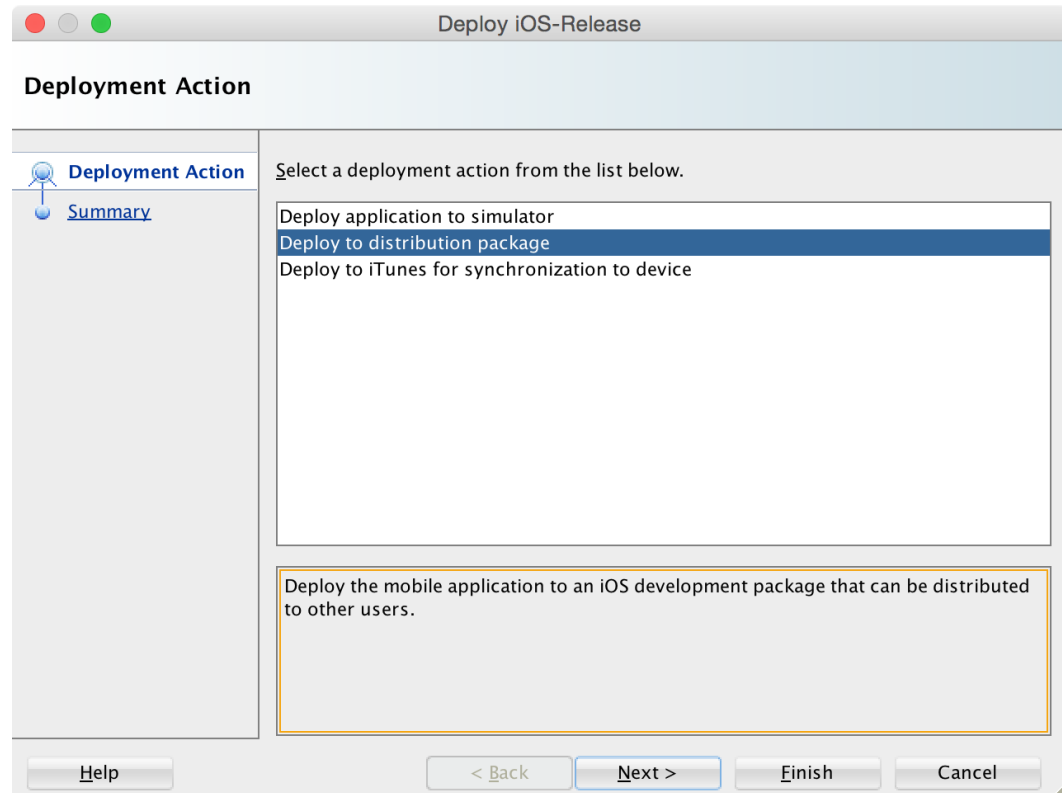 Deploy iOS-Release
Deployment Action
Deployment Action
Summary
Select a deployment action from the list below.
Deploy application to simulator
Deploy to distribution package
Deploy to iTunes for synchronization to device
Deploy the mobile application to an iOS development package that can be distributed
to other users.
Help
< Back
Next >
Finish
Cancel